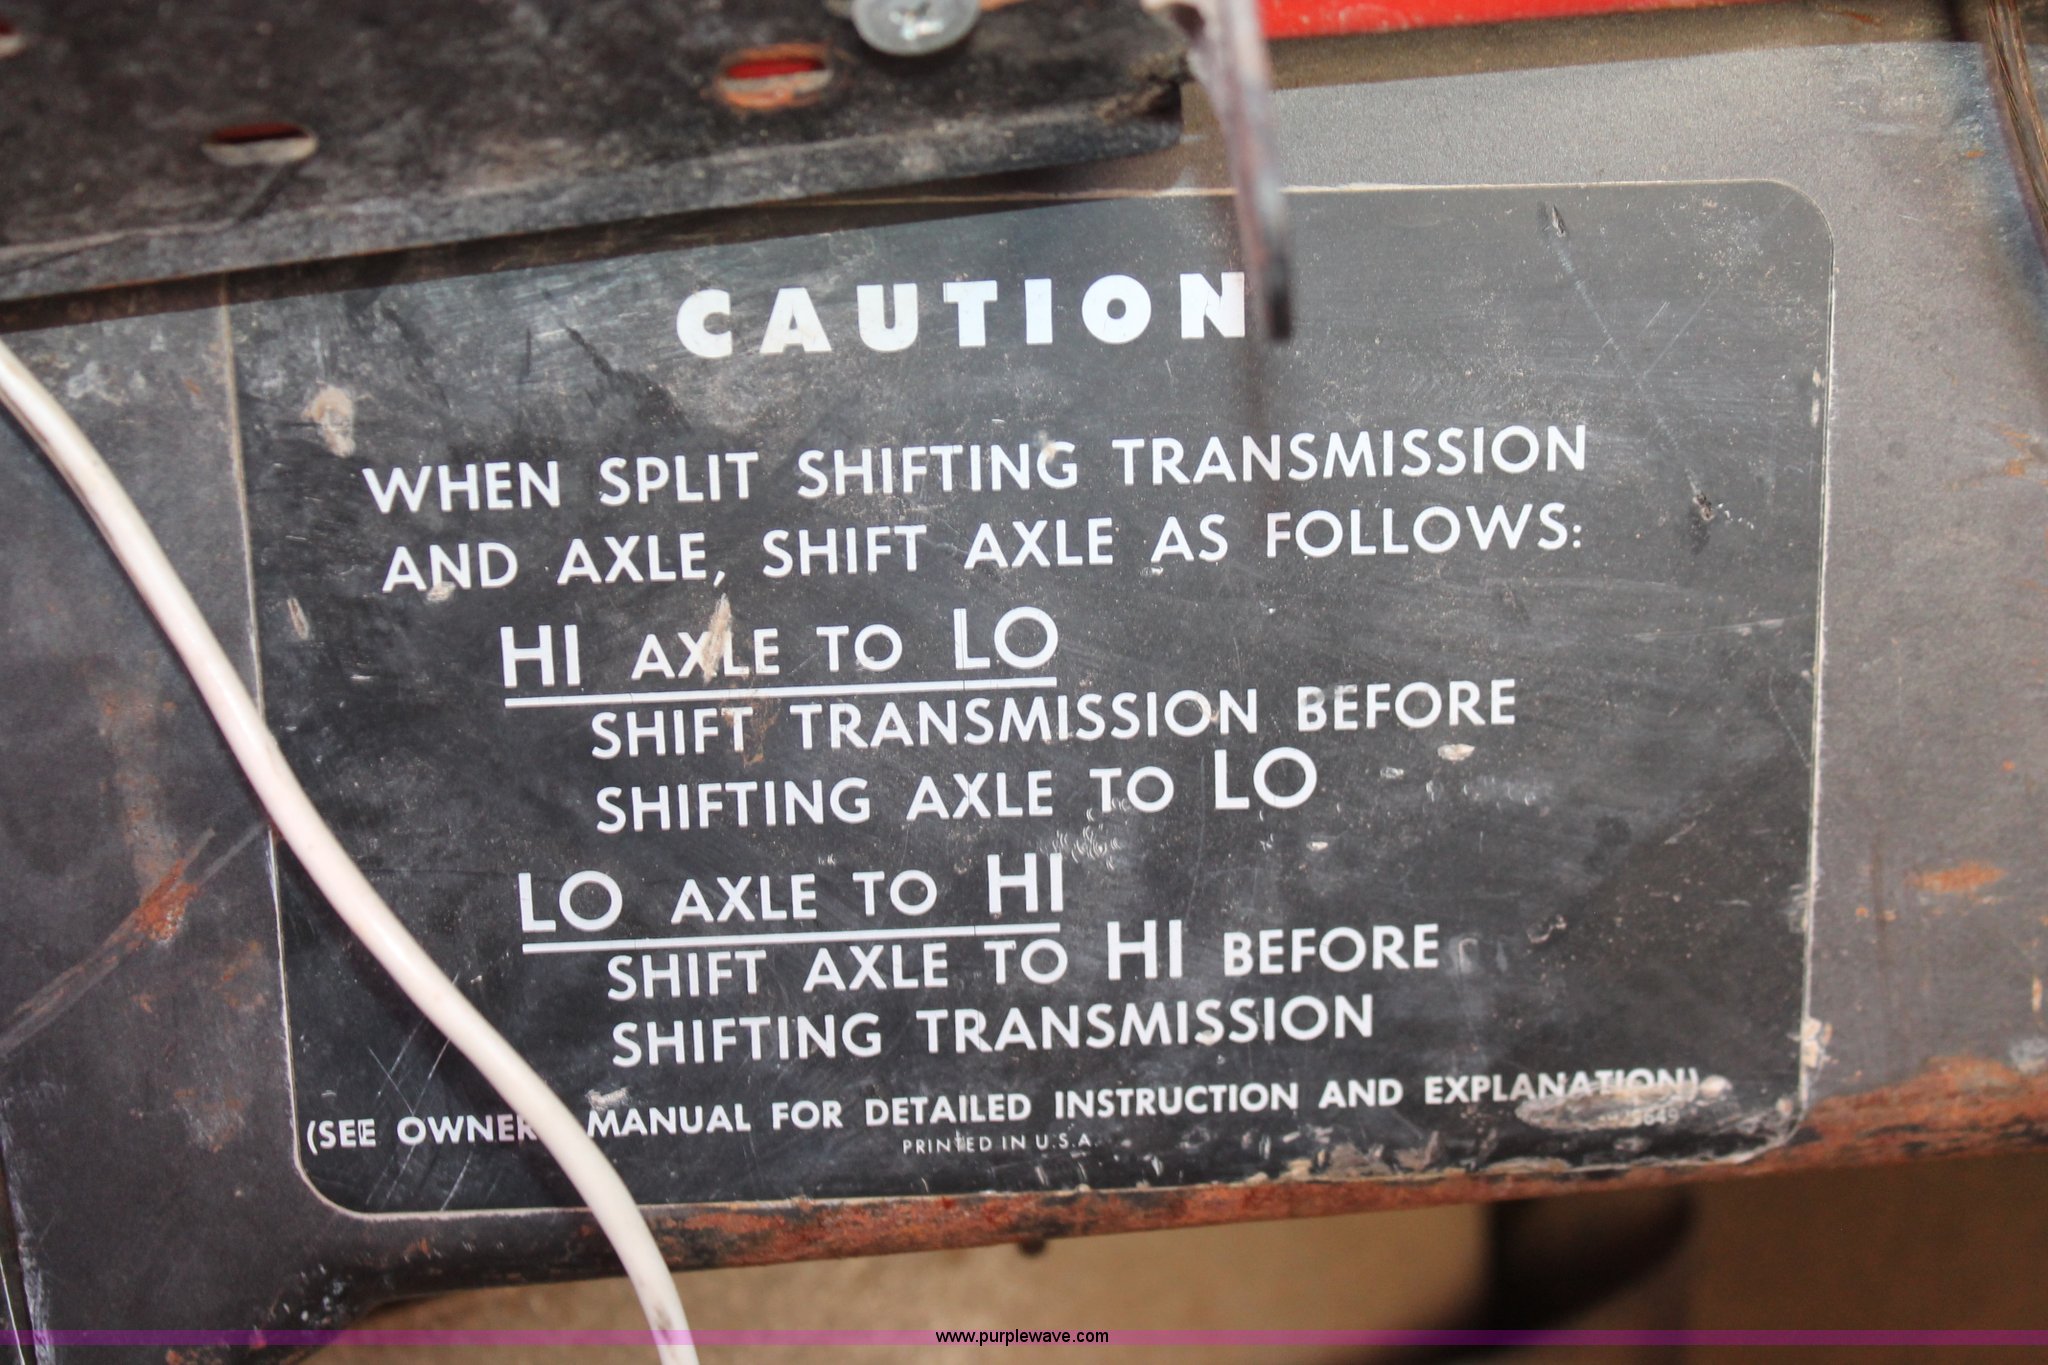 CAUTION
WHEN SPLIT SHIFTING TRANSMISSION
AND AXLE, SHIFT AXLE AS FOLLOWS:
HI AXLE TO LO
SHIFT TRANSMISSION BEFORE
SHIFTING AXLE TO LO
LO AXLE TO HI
SHIFT AXLE TO HI BEFORE
SHIFTING TRANSMISSION
(SEE OWNER MANUAL FOR DETAILED INSTRUCTION AND EXPLANATION)
PRINTED IN U.S.A.
www.purplewave.com